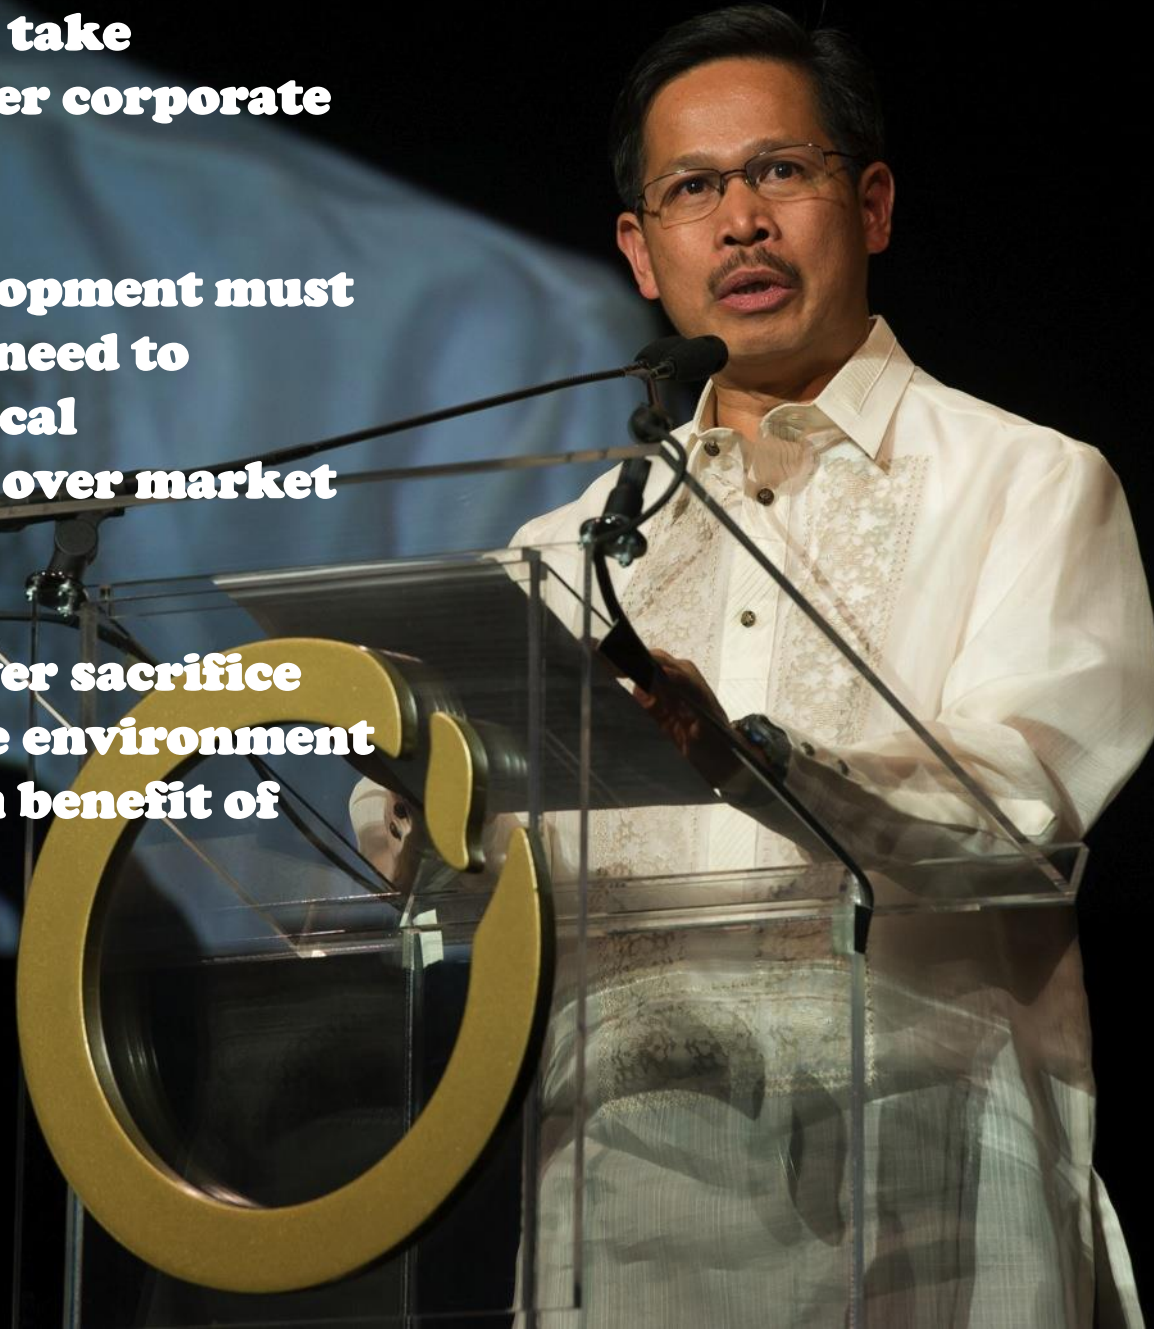 take
er corporate
opment must
need to
cal
over market
er sacrifice
e environment
benefit of